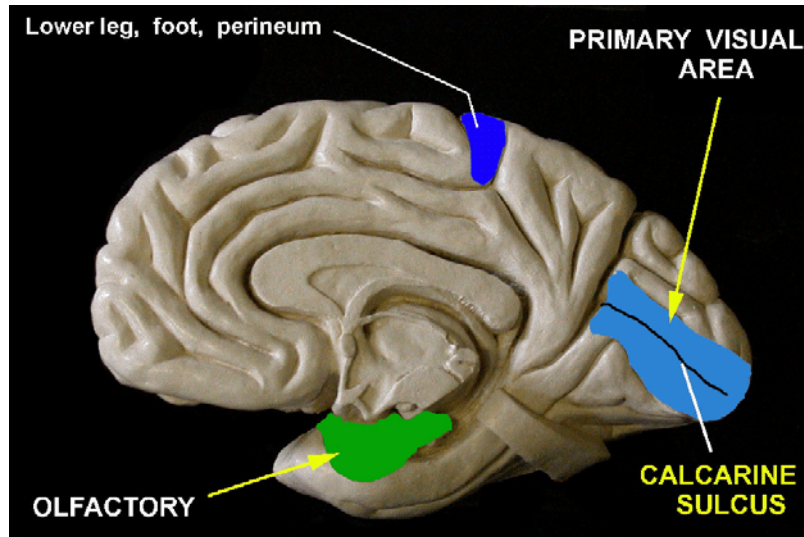 Lower leg, foot, perineum
PRIMARY VISUAL
AREA
OLFACTORY
CALCARINE
SULCUS